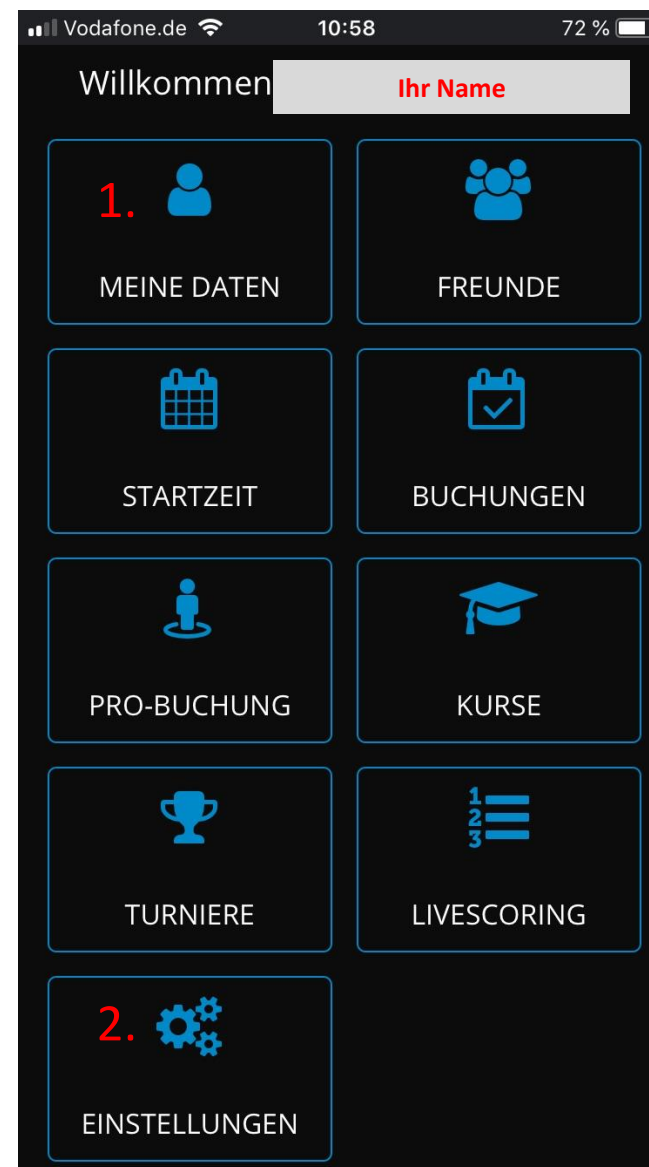 Vodafone.de 10:58 72 %
Willkommen Ihr Name
1.
MEINE DATEN FREUNDE
STARTZEIT BUCHUNGEN
PRO-BUCHUNG KURSE
1
2
3
TURNIERE LIVESCORING
2.
EINSTELLUNGEN